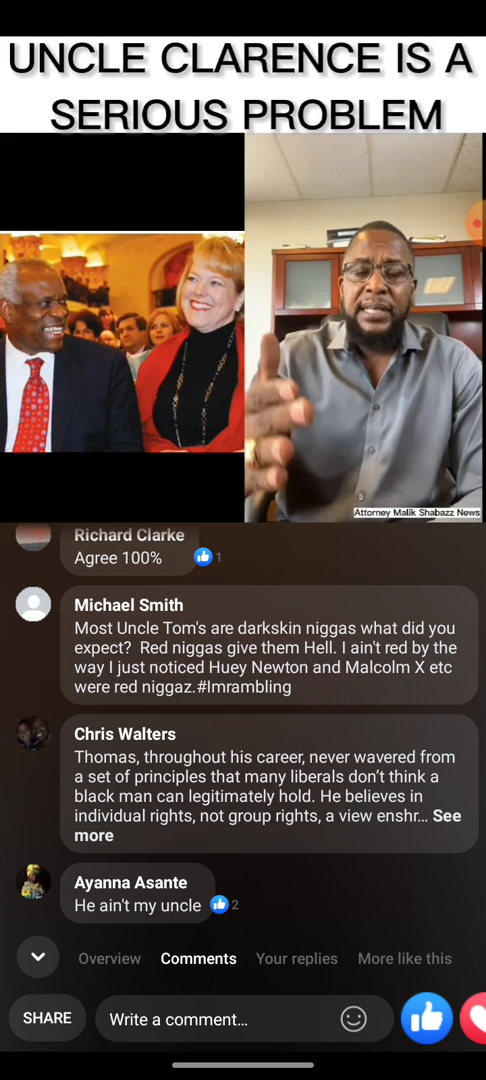 UNCLE CLARENCE IS A
SERIOUS PROBLEM
Attorney Malik Shabazz News
Richard Clarke
Agree 100%
1
Michael Smith
Most Uncle Tom's are darkskin niggas what did you
expect?  Red niggas give them Hell. I ain't red by the
way I just noticed Huey Newton and Malcolm X etc
were red niggaz.#Imrambling
Chris Walters
Thomas, throughout his career, never wavered from
a set of principles that many liberals don't think a
black man can legitimately hold. He believes in
individual rights, not group rights, a view enshr... See
more
Ayanna Asante
He ain't my uncle
2
Overview Comments Your replies More like this
SHARE Write a comment...